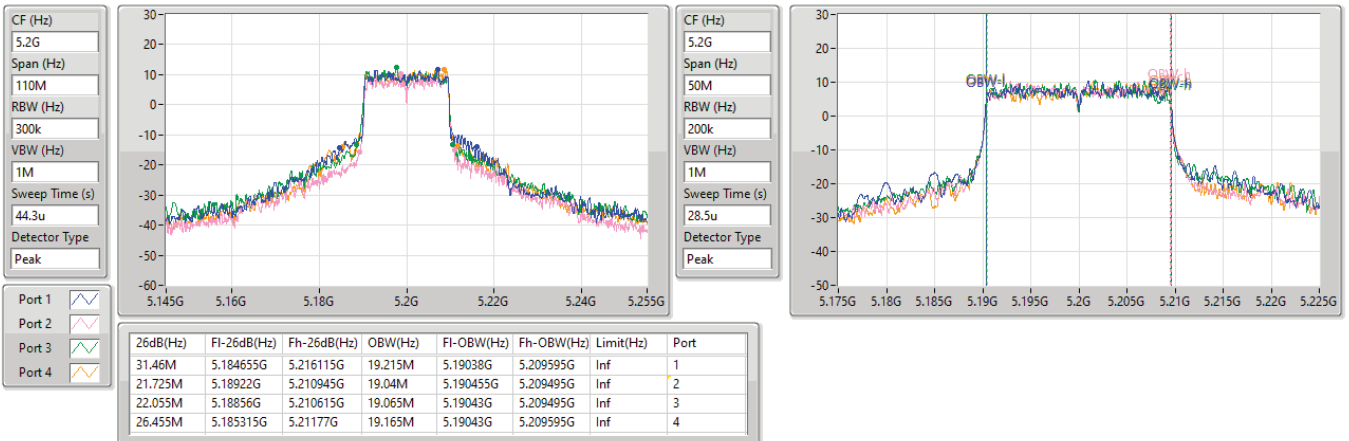 CF (Hz)
5.2G
Span (Hz)
110M
RBW (Hz)
300k
VBW (Hz)
1M
Sweep Time (s)
44.3u
Detector Type
Peak
30
20
10
0
-10
-20
-30
-40
-50
-60
5.145G 5.16G 5.18G 5.2G 5.22G 5.24G 5.255G
CF (Hz)
5.2G
Span (Hz)
50M
RBW (Hz)
200k
VBW (Hz)
1M
Sweep Time (s)
28.5u
Detector Type
Peak
30
20
10
0
-10
-20
-30
-40
-50
OBW-l
OBW-h
OBW-h
5.175G 5.18G 5.185G 5.19G 5.195G 5.2G 5.205G 5.21G 5.215G 5.22G 5.225G
Port 1
Port 2
Port 3
Port 4
26dB(Hz) Fl-26dB(Hz) Fh-26dB(Hz) OBW(Hz) Fl-OBW(Hz) Fh-OBW(Hz) Limit(Hz) Port
31.46M 5.184655G 5.216115G 19.215M 5.19038G 5.209595G Inf 1
21.725M 5.18922G 5.210945G 19.04M 5.190455G 5.209495G Inf 2
22.055M 5.18856G 5.210615G 19.065M 5.19043G 5.209495G Inf 3
26.455M 5.185315G 5.21177G 19.165M 5.19043G 5.209595G Inf 4